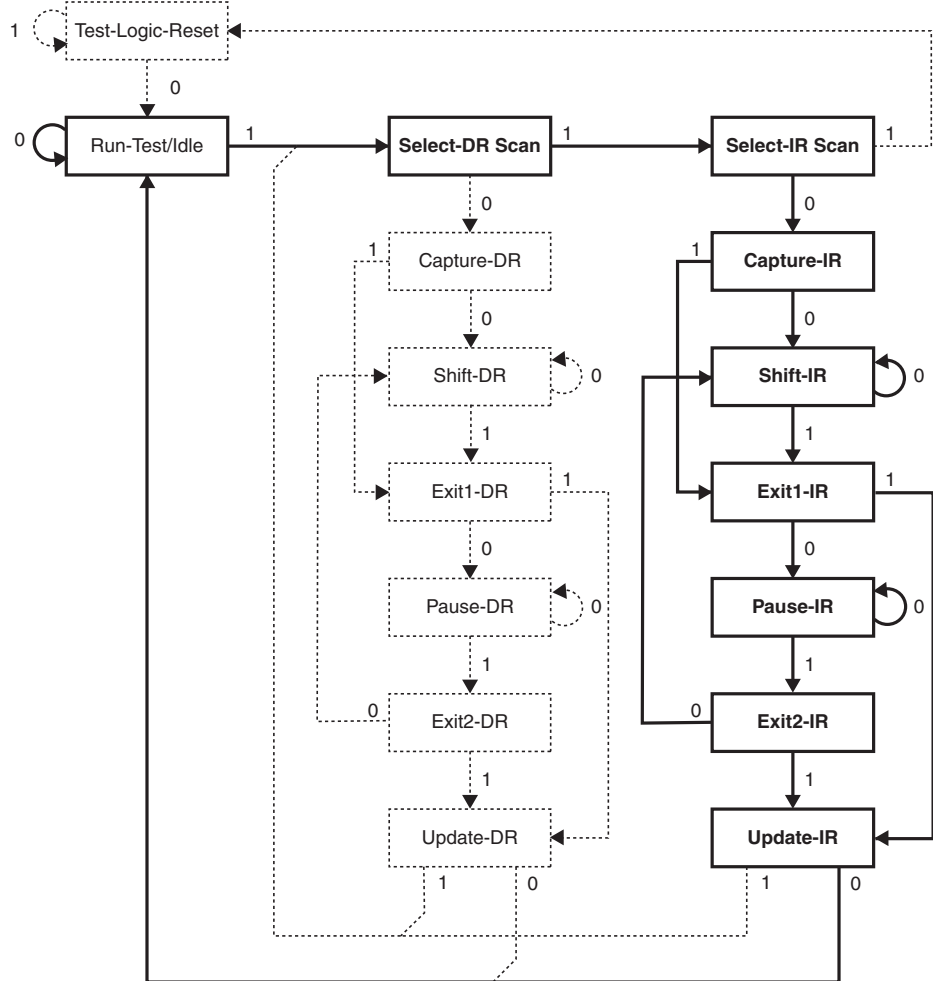 1
Test-Logic-Reset
0
0
Run-Test/Idle
1
Select-DR Scan
1
Select-IR Scan
1
0
0
1
Capture-DR
1
Capture-IR
0
0
Shift-DR
0
Shift-IR
0
1
1
Exit1-DR
1
Exit1-IR
1
0
0
Pause-DR
0
Pause-IR
0
1
1
0
Exit2-DR
0
Exit2-IR
1
1
Update-DR
Update-IR
1
0
1
0